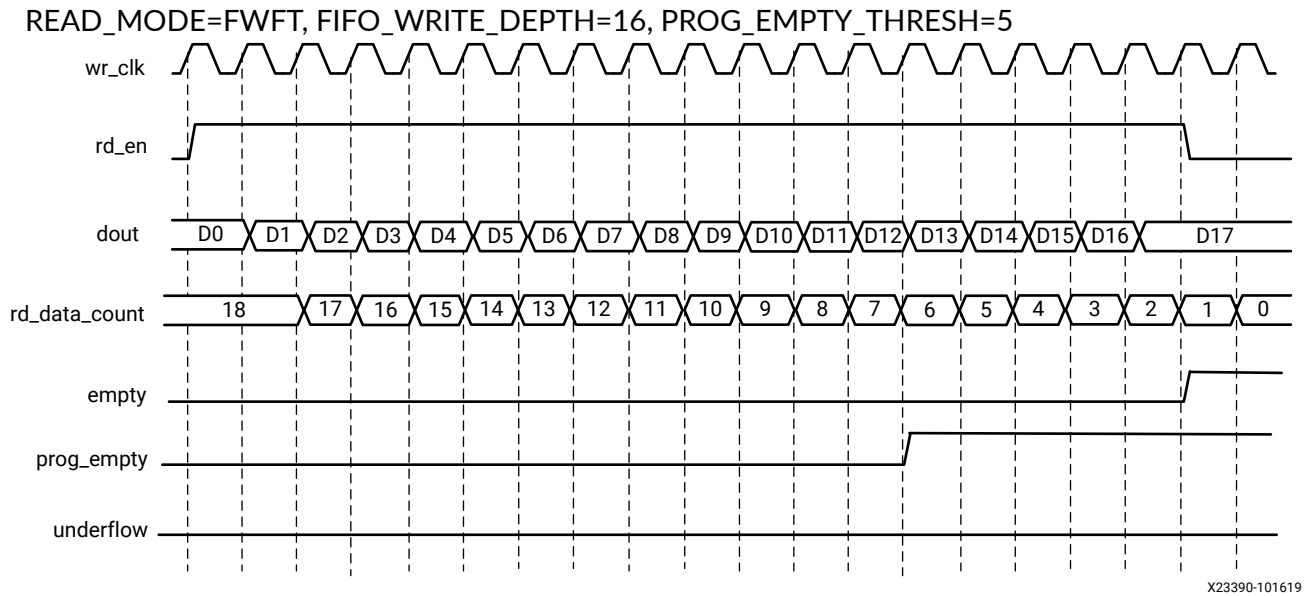 READ_MODE=FWFT, FIFO_WRITE_DEPTH=16, PROG_EMPTY_THRESH=5
wr_clk
rd_en
dout D0 D1 D2 D3 D4 D5 D6 D7 D8 D9 D10 D11 D12 D13 D14 D15 D16 D17
rd_data_count 18 17 16 15 14 13 12 11 10 9 8 7 6 5 4 3 2 1 0
empty
prog_empty
underflow
X23390-101619